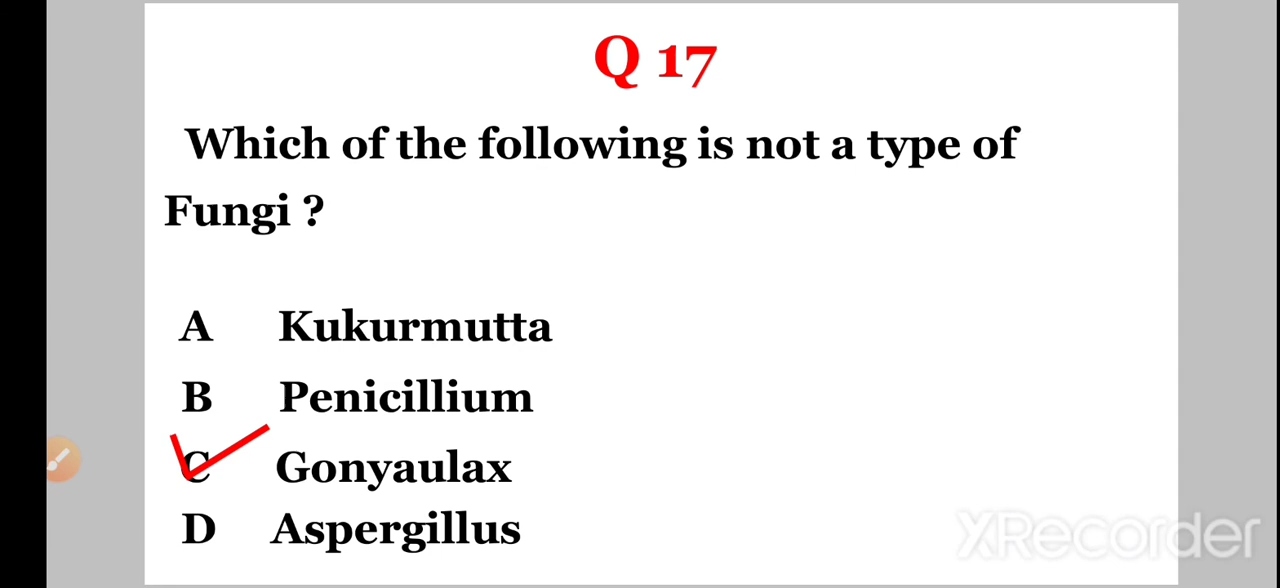 Q 17
Which of the following is not a type of
Fungi ?
A Kukurmutta
B Penicillium
C Gonyaulax
D Aspergillus
XRecorder